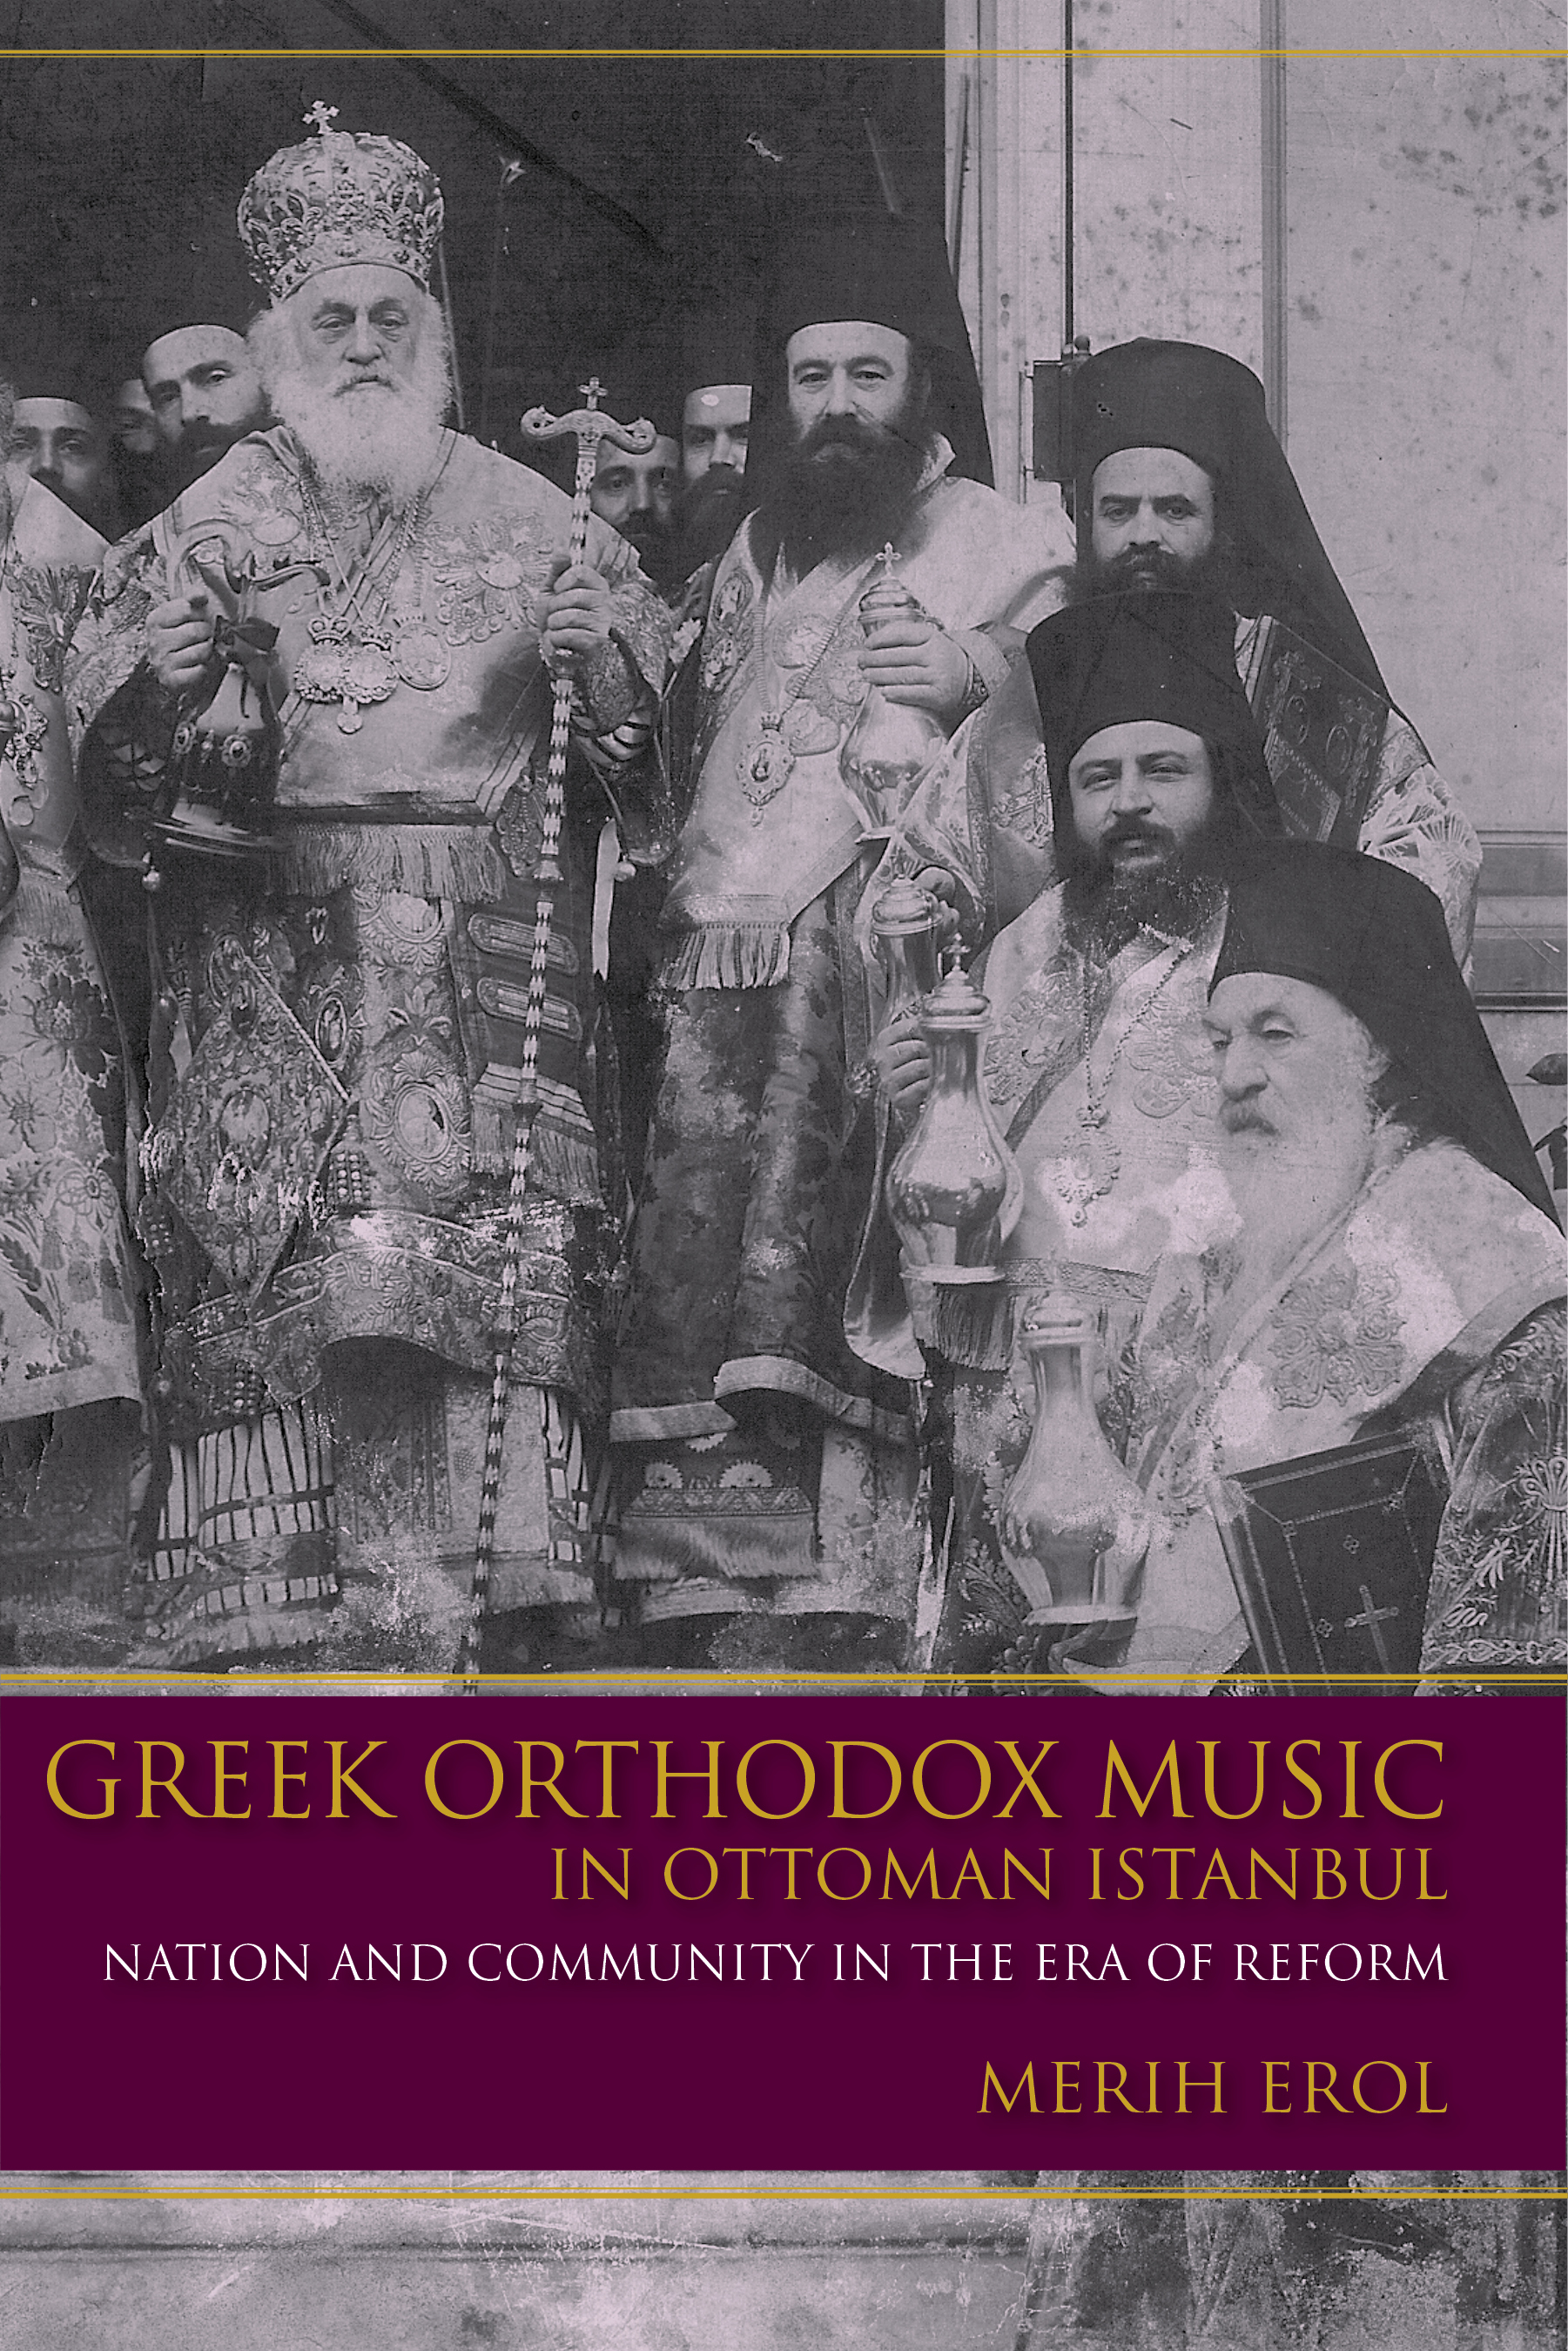 GREEK ORTHODOX MUSIC
IN OTTOMAN ISTANBUL
NATION AND COMMUNITY IN THE ERA OF REFORM
MERIH EROL